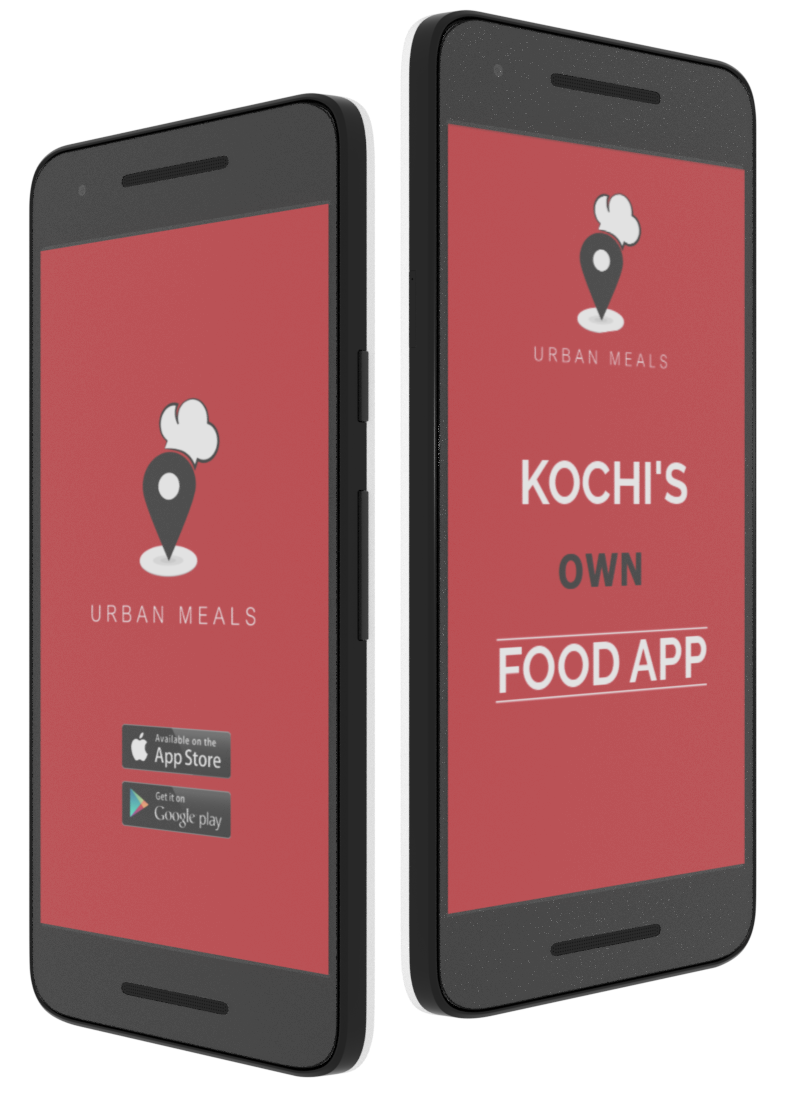 URBAN MEALS
Available on the
App Store
Get it on
Google play
URBAN MEALS
KOCHI'S
OWN
FOOD APP